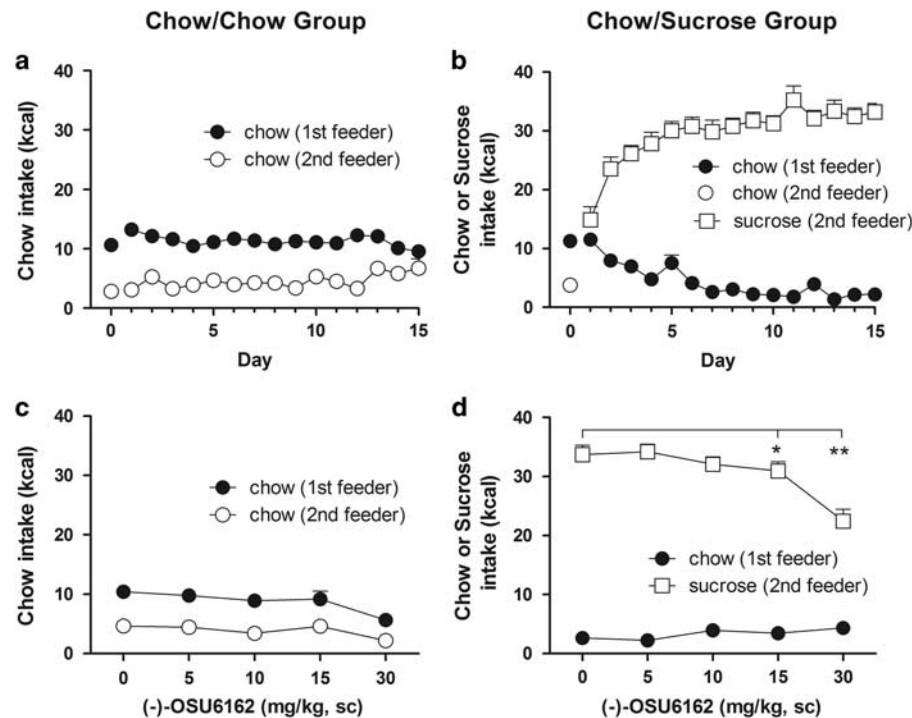 Chow/Chow Group
Chow/Sucrose Group
a
Chow intake (kcal)
40
30
20
10
0
chow (1st feeder)
chow (2nd feeder)
0 5 10 15
Day
b
Chow or Sucrose
intake (kcal)
40
30
20
10
0
chow (1st feeder)
chow (2nd feeder)
sucrose (2nd feeder)
0 5 10 15
Day
c
Chow intake (kcal)
40
30
20
10
0
chow (1st feeder)
chow (2nd feeder)
0 5 10 15 30
(-)-OSU6162 (mg/kg, sc)
d
Chow or Sucrose
intake (kcal)
40
30
20
10
0
* **
chow (1st feeder)
sucrose (2nd feeder)
0 5 10 15 30
(-)-OSU6162 (mg/kg, sc)